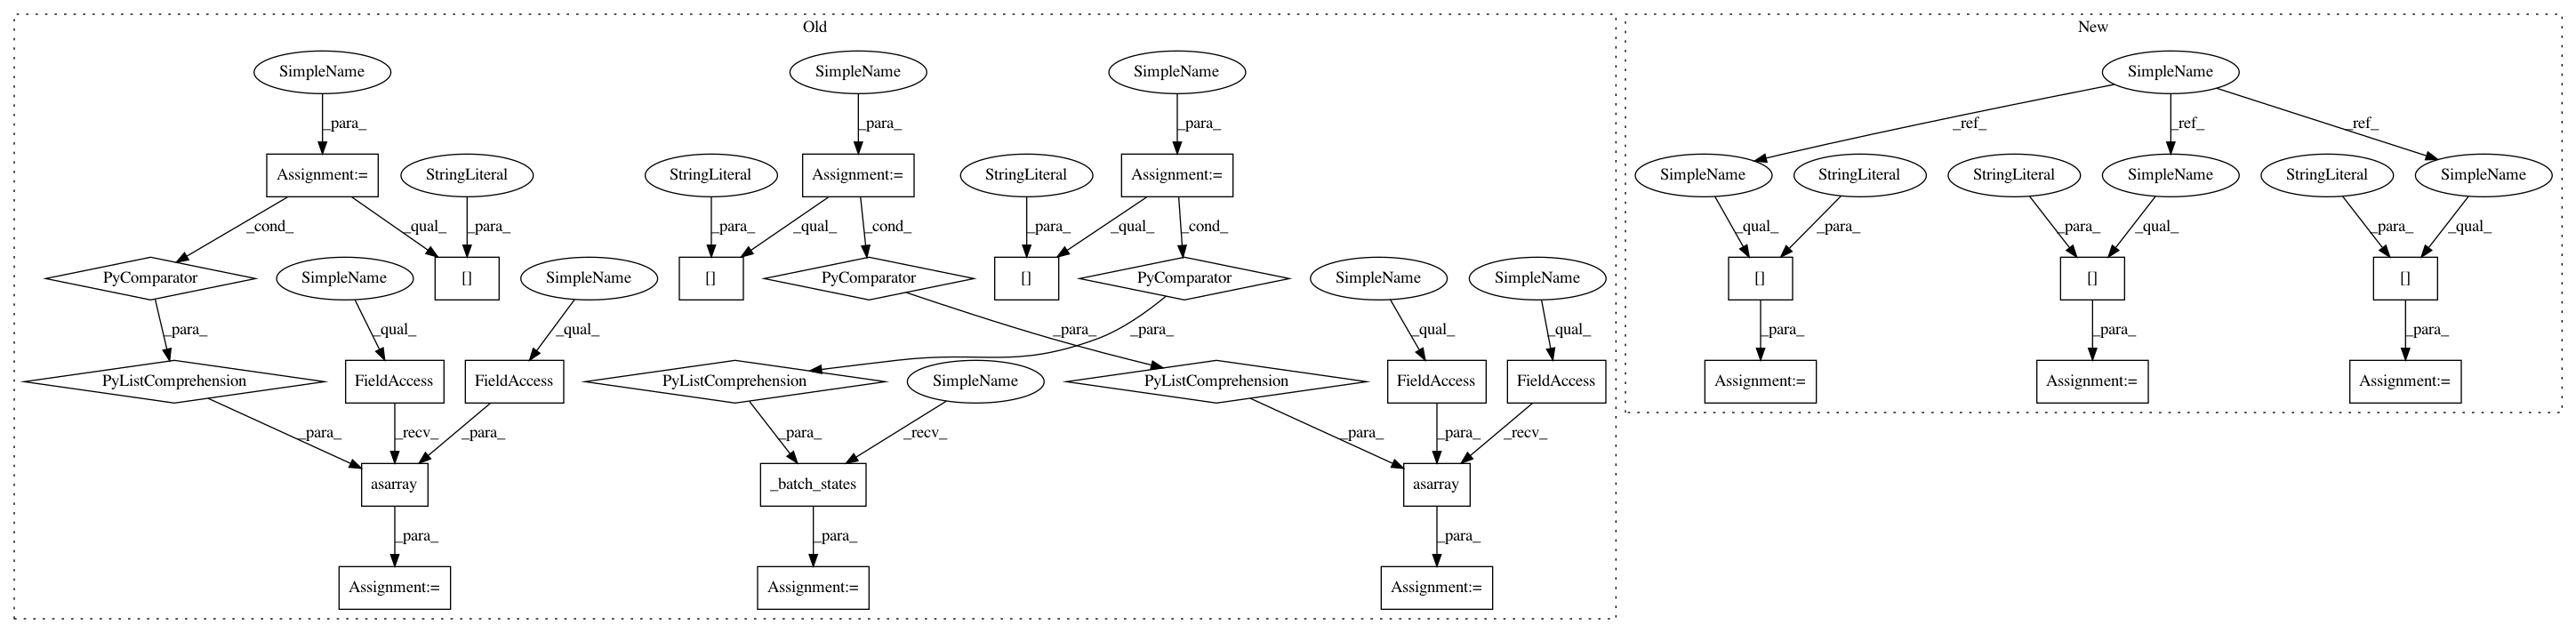 Old
New
SimpleName
SimpleName
SimpleName
SimpleName
_para_
_para_
_para_
_ref_
_ref_
_ref_
Assignment:=
StringLiteral
StringLiteral
Assignment:=
StringLiteral
Assignment:=
SimpleName
StringLiteral
StringLiteral
SimpleName
StringLiteral
SimpleName
_cond_
_qual_
_para_
_para_
_qual_
_cond_
_para_
_qual_
_cond_
_qual_
_para_
_para_
_qual_
_para_
_qual_
PyComparator
SimpleName
[]
SimpleName
[]
PyComparator
[]
PyComparator
SimpleName
SimpleName
[]
[]
[]
_para_
_qual_
_qual_
_para_
_para_
_qual_
_qual_
_para_
_para_
_para_
PyListComprehension
FieldAccess
FieldAccess
PyListComprehension
SimpleName
PyListComprehension
FieldAccess
FieldAccess
Assignment:=
Assignment:=
Assignment:=
_para_
_recv_
_para_
_para_
_recv_
_para_
_para_
_recv_
asarray
_batch_states
asarray
_para_
_para_
_para_
Assignment:=
Assignment:=
Assignment:=